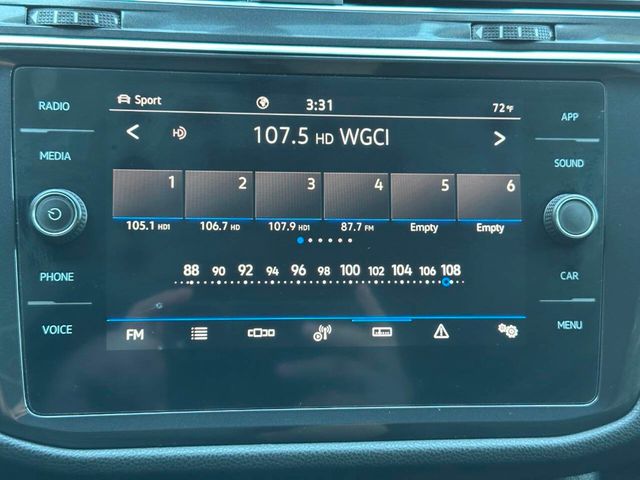 RADIO
MEDIA
PHONE
VOICE
Sport 3:31 72°F
HD 107.5 HD WGCI
1 2 3 4 5 6
105.1 HD1 106.7 HD 107.9 HD1 87.7 FM Empty Empty
88 90 92 94 96 98 100 102 104 106 108
FM
APP
SOUND
CAR
MENU